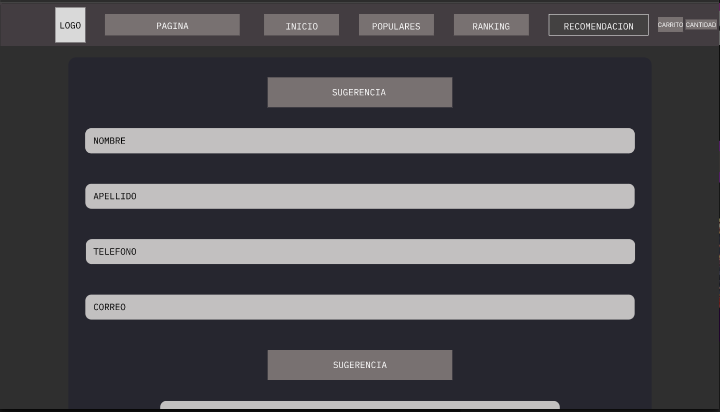 LOGO
PAGINA
INICIO
POPULARES
RANKING
RECOMENDACION
CARRITO
CANTIDAD
SUGERENCIA
NOMBRE
APELLIDO
TELEFONO
CORREO
SUGERENCIA